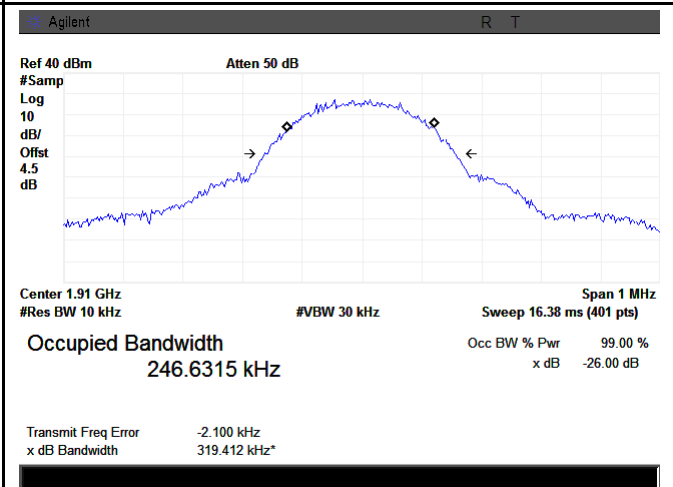 Agilent R T
Ref 40 dBm Atten 50 dB
#Samp
Log
10
dB/
Offst
4.5
dB
Center 1.91 GHz Span 1 MHz
#Res BW 10 kHz #VBW 30 kHz Sweep 16.38 ms (401 pts)
Occupied Bandwidth Occ BW % Pwr 99.00 %
246.6315 kHz x dB -26.00 dB
Transmit Freq Error -2.100 kHz
x dB Bandwidth 319.412 kHz*